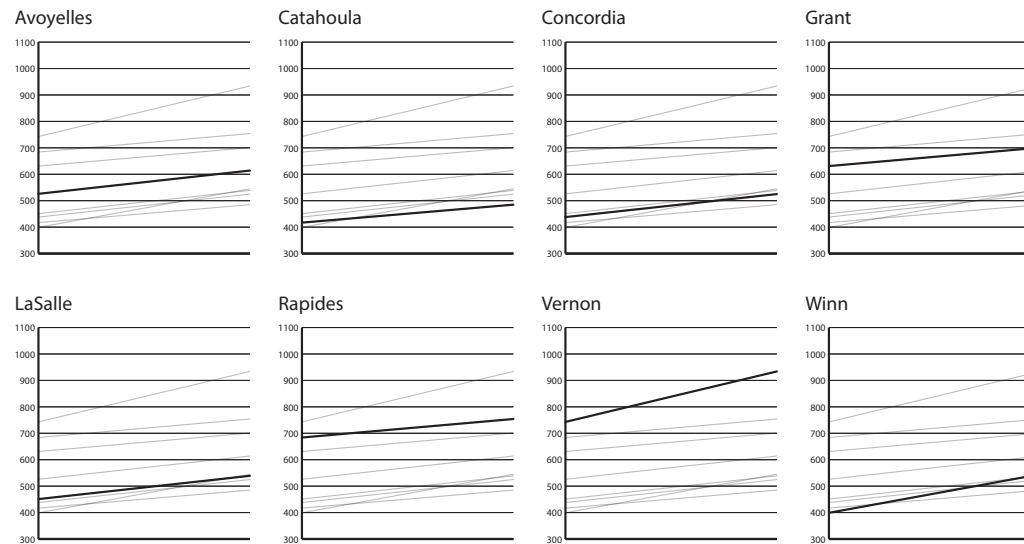 Avoyelles Catahoula Concordia Grant
1100 1100 1100 1100
1000 1000 1000 1000
900 900 900 900
800 800 800 800
700 700 700 700
600 600 600 600
500 500 500 500
400 400 400 400
300 300 300 300
LaSalle Rapides Vernon Winn
1100 1100 1100 1100
1000 1000 1000 1000
900 900 900 900
800 800 800 800
700 700 700 700
600 600 600 600
500 500 500 500
400 400 400 400
300 300 300 300